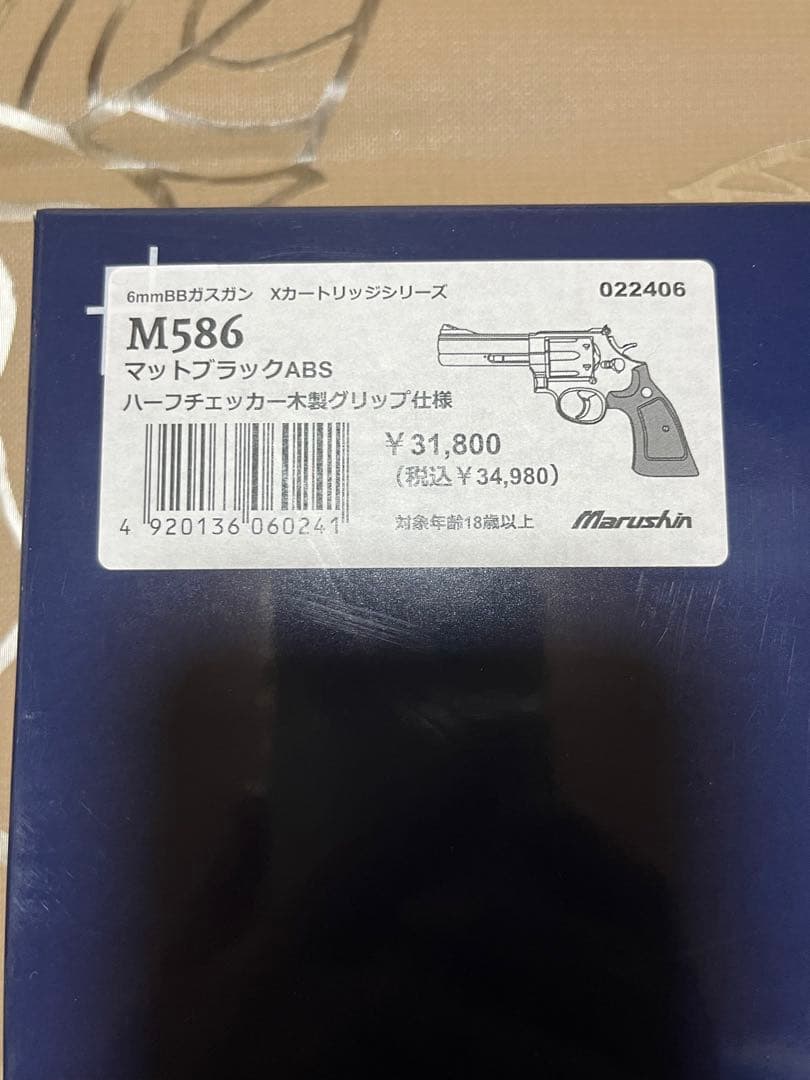 6mmBBガスガン Xカートリッジシリーズ 022406
M586
マットブラックABS
ハーフチェッカー木製グリップ仕様
￥31,800
(税込￥34,980)
4 920136 060241
対象年齢18歳以上
Marushin